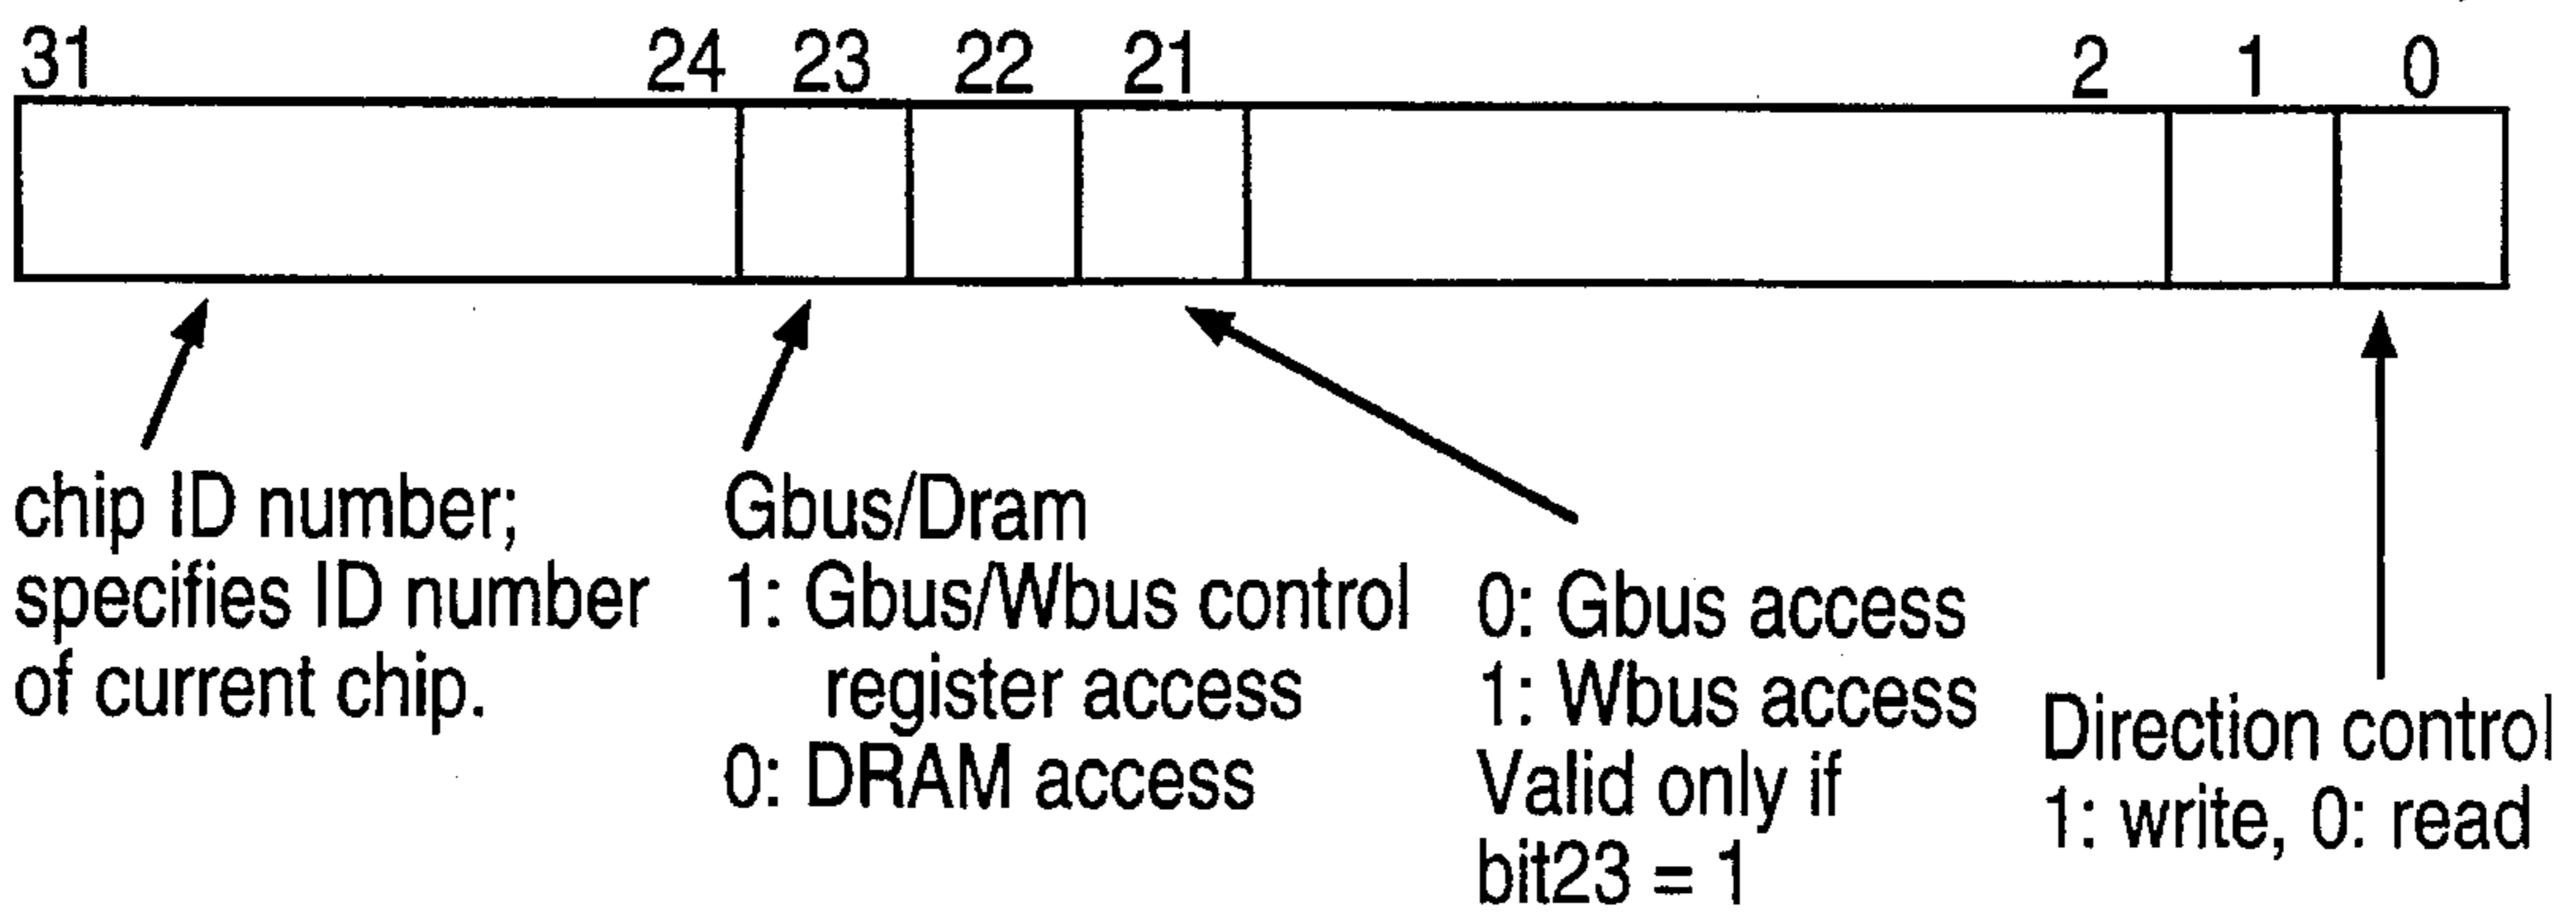 31 24 23 22 21 2 1 0
chip ID number;
specifies ID number
of current chip.
Gbus/Dram
1: Gbus/Wbus control
register access
0: DRAM access
0: Gbus access
1: Wbus access
Valid only if
bit23 = 1
Direction control
1: write, 0: read